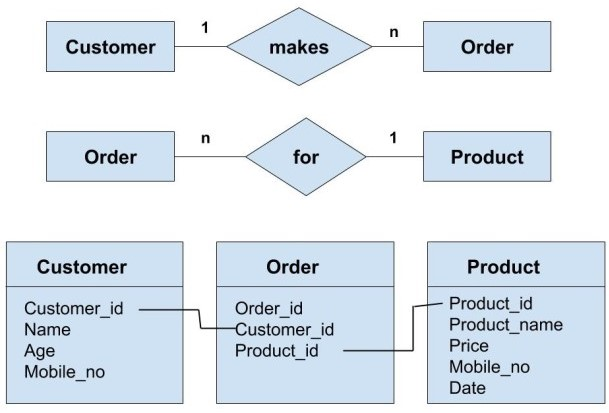 Customer 1 makes n Order
Order n for 1 Product
Customer
Customer_id
Name
Age
Mobile_no
Order
Order_id
Customer_id
Product_id
Product
Product_id
Product_name
Price
Mobile_no
Date